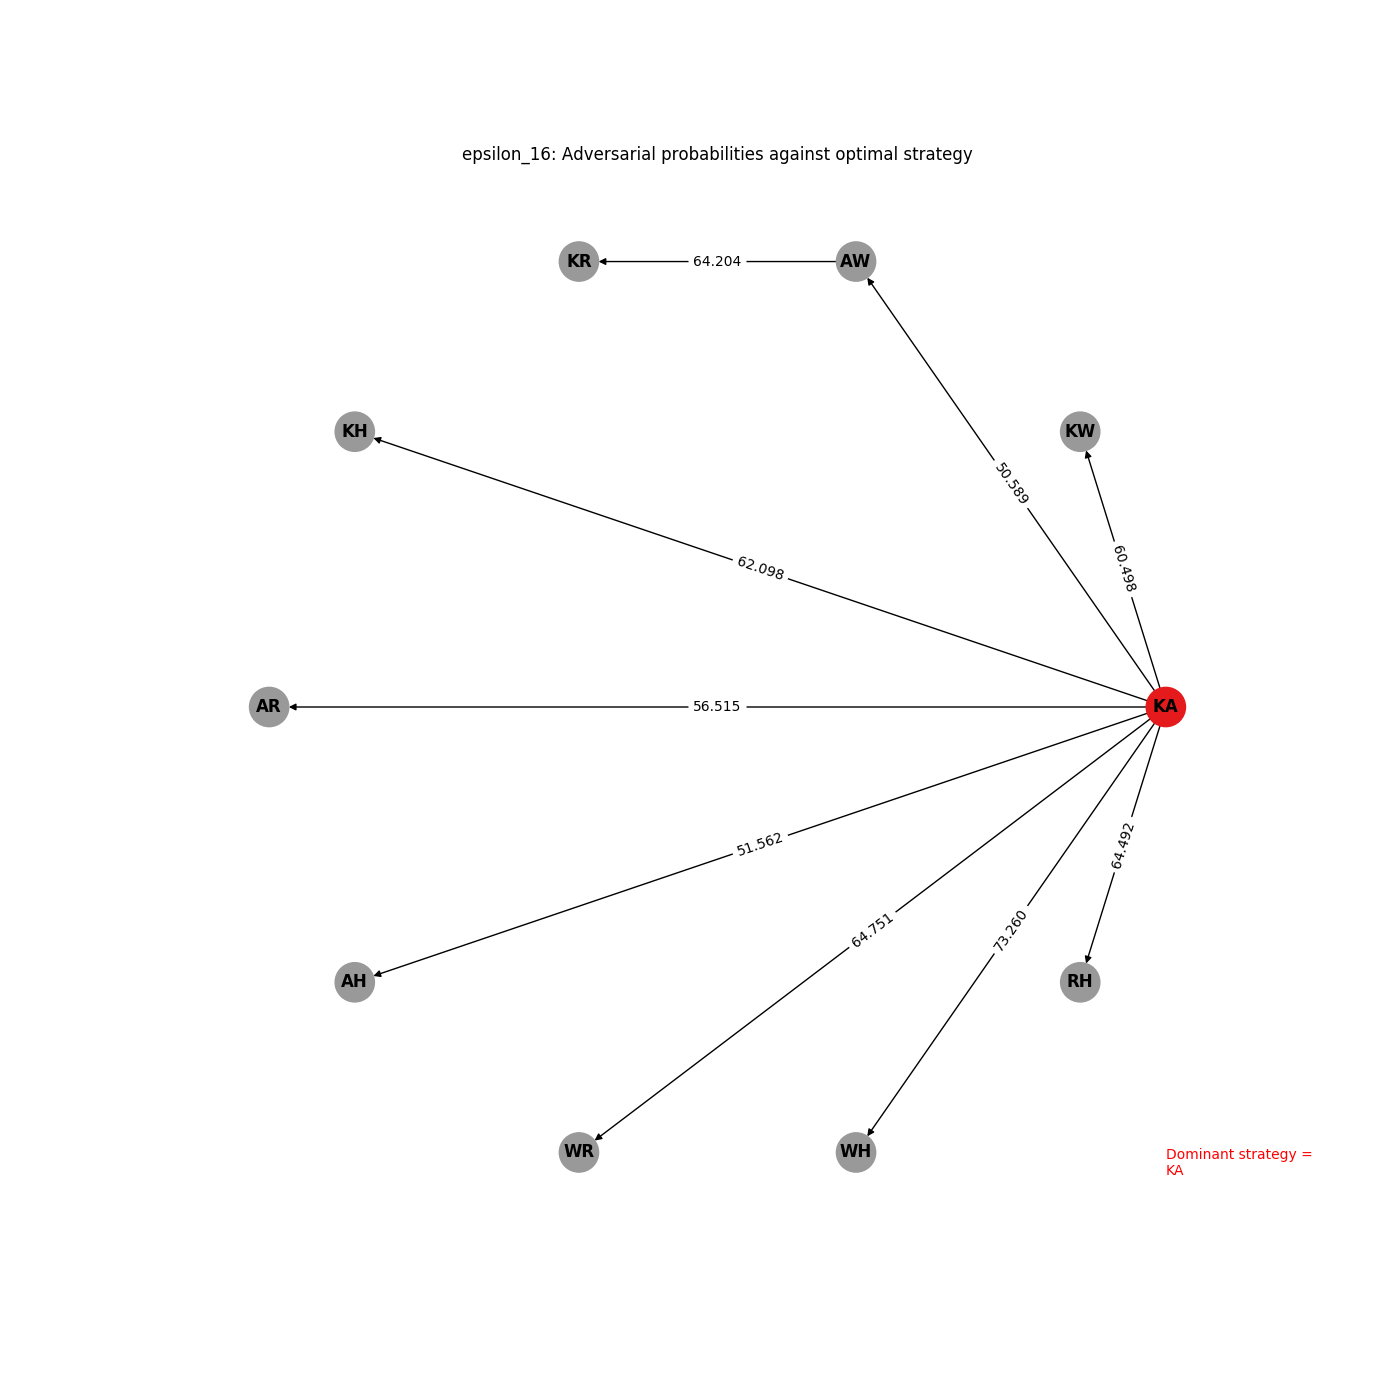 epsilon_16: Adversarial probabilities against optimal strategy
KR
64.204
AW
KH
KW
50.589
62.098
60.498
AR
56.515
KA
51.562
64.492
64.751
73.260
AH
RH
WR
WH
Dominant strategy =
KA